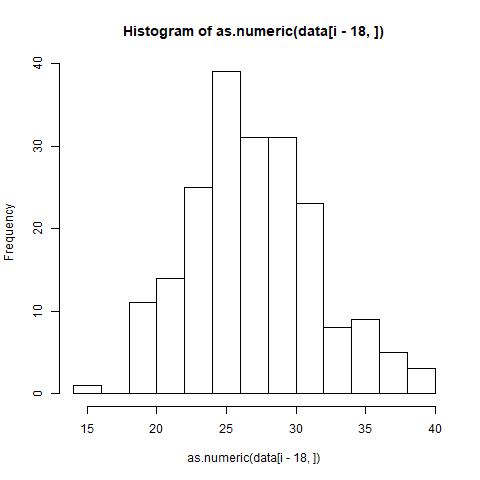 Histogram of as.numeric(data[i - 18, ])
Frequency
40
30
20
10
0
15 20 25 30 35 40
as.numeric(data[i - 18, ])